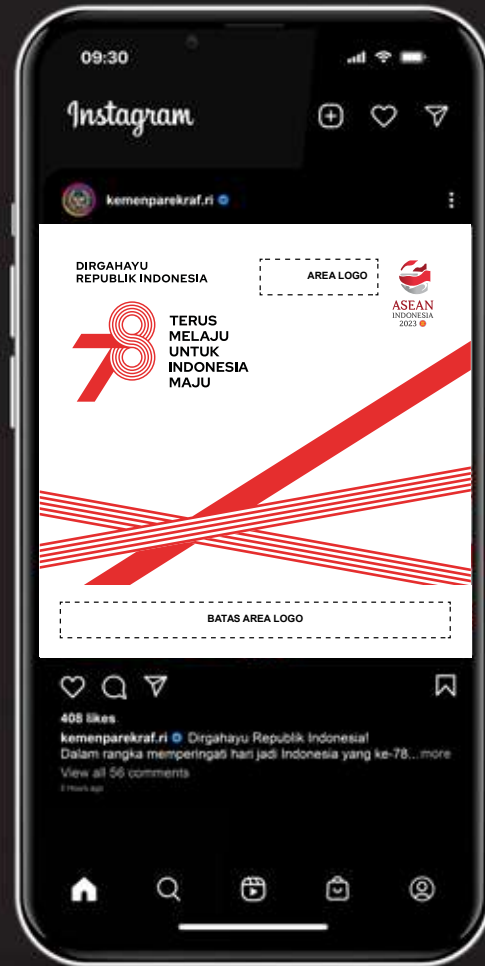 09:30
Instagram
kemenparekraf.ri
DIRGAHAYU
REPUBLIK INDONESIA
AREA LOGO
ASEAN
INDONESIA
2023
78
TERUS
MELAJU
UNTUK
INDONESIA
MAJU
BATAS AREA LOGO
408 likes
kemenparekraf.ri Dirgahayu Republik Indonesia!
Dalam rangka memperingati hari jadi Indonesia yang ke-78...more
View all 56 comments